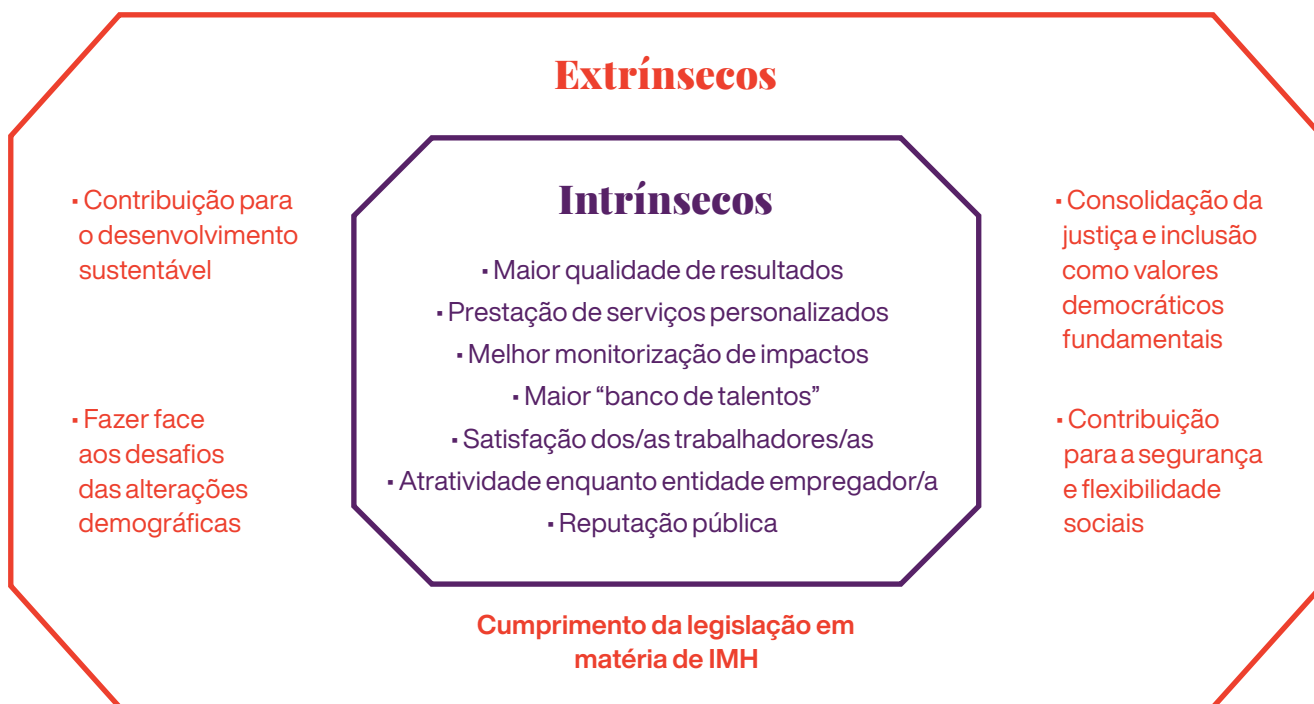 Extrínsecos
▪ Contribuição para
o desenvolvimento
sustentável
▪ Fazer face
aos desafios
das alterações
demográficas
Intrínsecos
▪ Maior qualidade de resultados
▪ Prestação de serviços personalizados
▪ Melhor monitorização de impactos
▪ Maior “banco de talentos”
▪ Satisfação dos/as trabalhadores/as
▪ Atratividade enquanto entidade empregador/a
▪ Reputação pública
▪ Consolidação da
justiça e inclusão
como valores
democráticos
fundamentais
▪ Contribuição
para a segurança
e flexibilidade
sociais
Cumprimento da legislação em
matéria de IMH